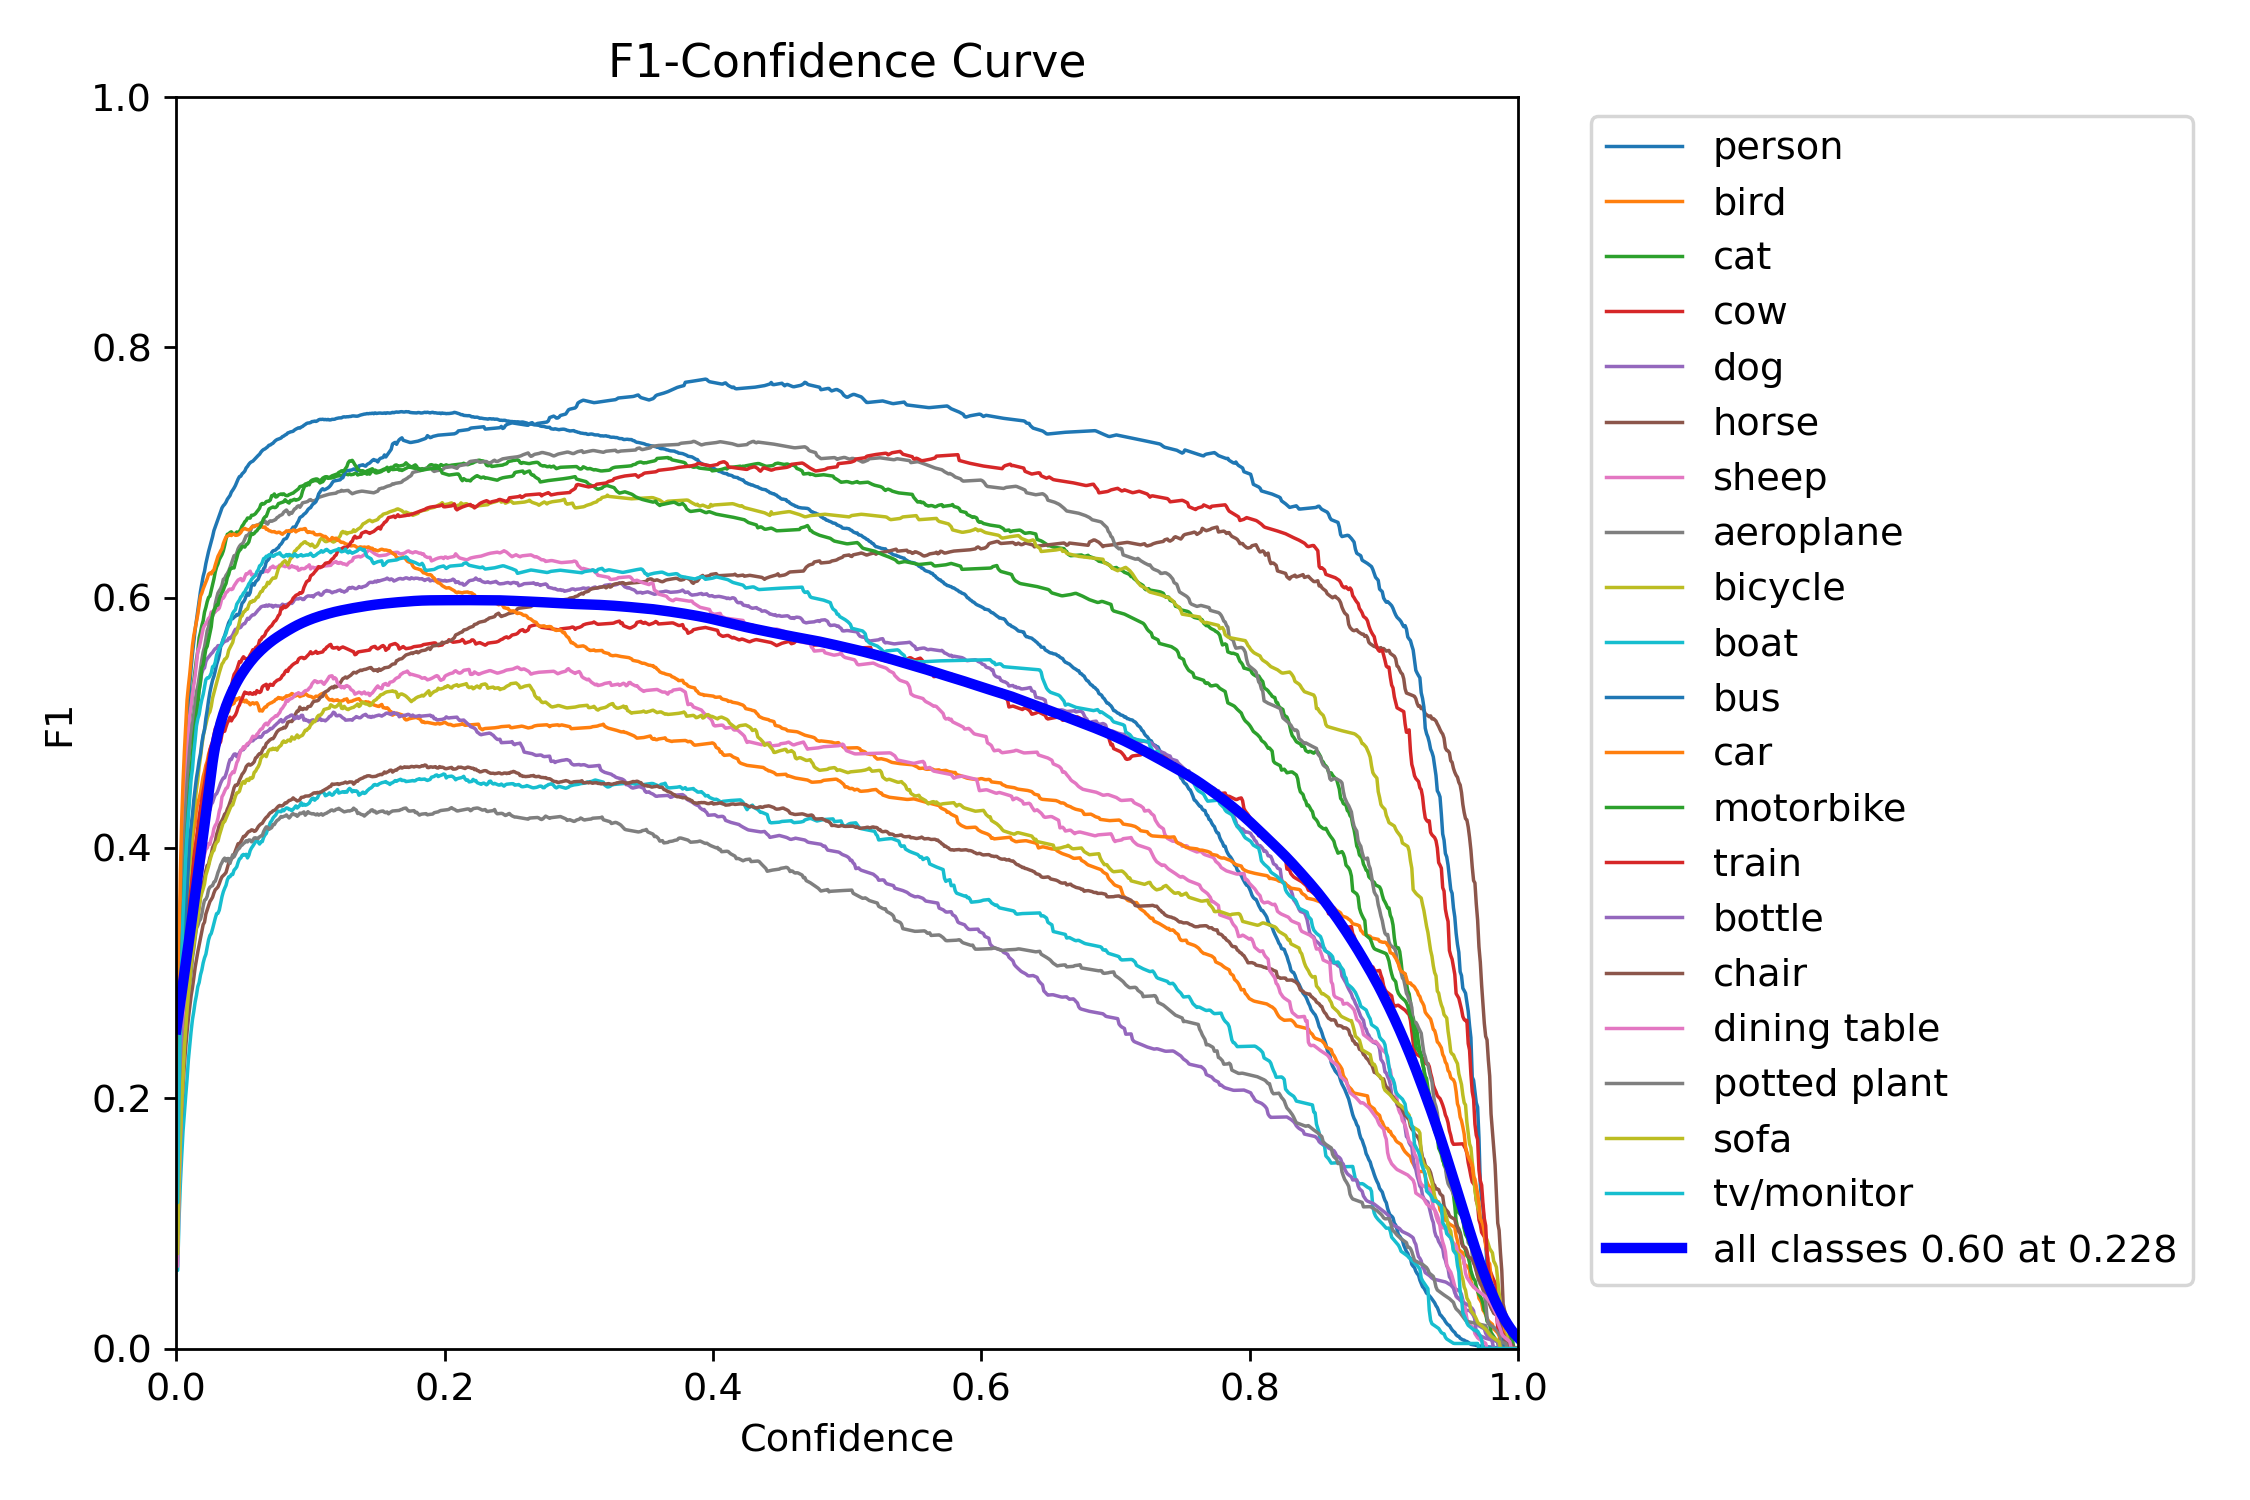 F1-Confidence Curve
1.0
0.8
0.6
0.4
0.2
0.0
F1
0.0 0.2 0.4 0.6 0.8 1.0
Confidence
person
bird
cat
cow
dog
horse
sheep
aeroplane
bicycle
boat
bus
car
motorbike
train
bottle
chair
dining table
potted plant
sofa
tv/monitor
all classes 0.60 at 0.228